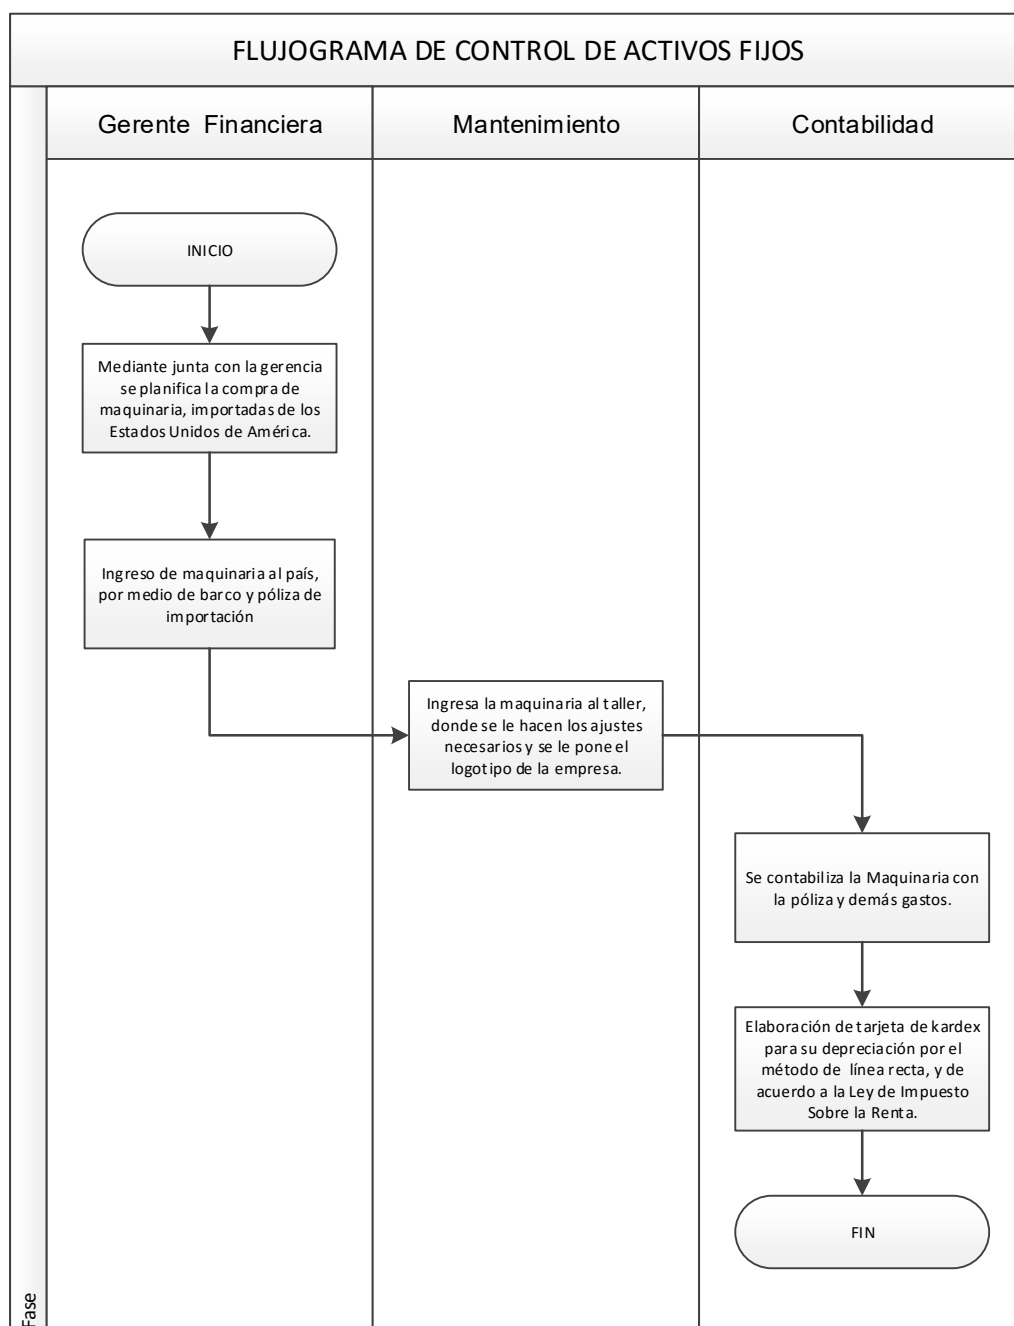 FLUJOGRAMA DE CONTROL DE ACTIVOS FIJOS
Gerente Financiera
Mantenimiento
Contabilidad
INICIO
Mediante junta con la gerencia
se planifica la compra de
maquinaria, importadas de los
Estados Unidos de América.
Ingreso de maquinaria al país,
por medio de barco y póliza de
importación
Ingresa la maquinaria al taller,
donde se le hacen los ajustes
necesarios y se le pone el
logotipo de la empresa.
Se contabiliza la Maquinaria con
la póliza y demás gastos.
Elaboración de tarjeta de kardex
para su depreciación por el
método de línea recta, y de
acuerdo a la Ley de Impuesto
Sobre la Renta.
FIN
Fase